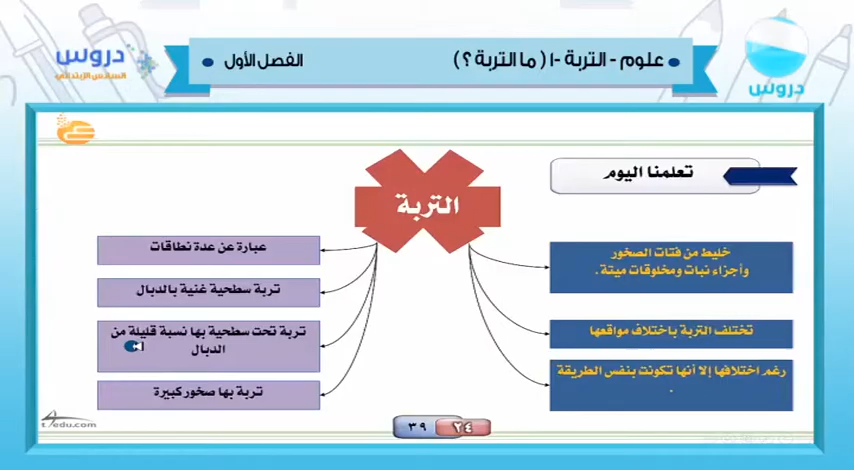 علوم - التربة -١ ( ما التربة ؟ )
الفصل الأول
دروس
السادس الابتدائي
دروس
تعلمنا اليوم
التربة
خليط من فتات الصخور
وأجزاء نبات ومخلوقات ميتة .
تختلف التربة باختلاف مواقعها
رغم اختلافها إلا أنها تكونت بنفس الطريقة
.
عبارة عن عدة نطاقات
تربة سطحية غنية بالدبال
تربة تحت سطحية بها نسبة قليلة من
الدبال
تربة بها صخور كبيرة
٣٩
٢٤
t4edu.com